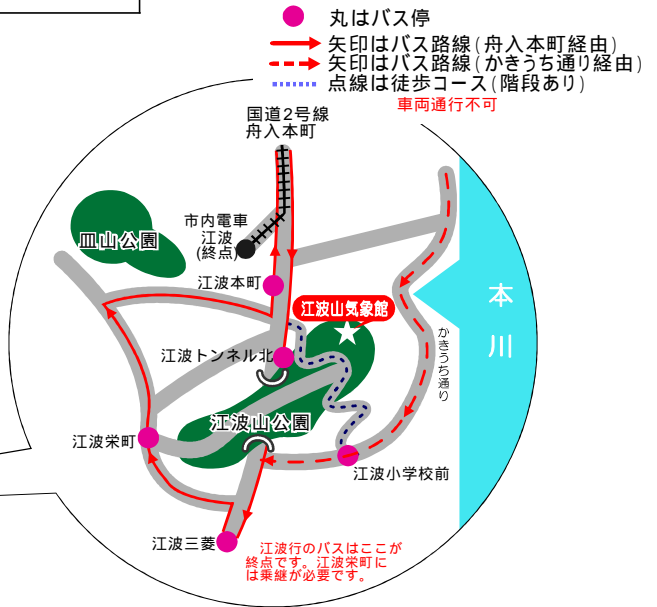 丸はバス停
矢印はバス路線(舟入本町経由)
矢印はバス路線(かきうち通り経由)
点線は徒歩コース(階段あり)
車両通行不可
国道2号線
舟入本町
市内電車
江波
(終点)
皿山公園
江波本町
江波山気象館
本川
かきうち通り
江波トンネル北
江波山公園
江波栄町
江波小学校前
江波三菱
江波行のバスはここが
終点です。江波栄町に
は乗継が必要です。